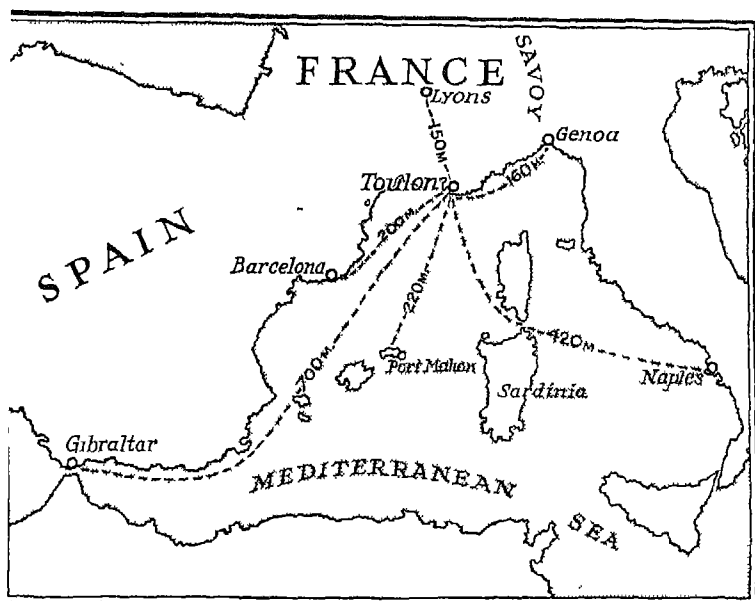 SAVOY
FRANCE
Lyons
150M
Genoa
160M
Toulon
200M.
SPAIN
Barcelona
220M.
700M.
420M.
Port Mahon
Naples
Sardinia
Gibraltar
MEDITERRANEAN
SEA